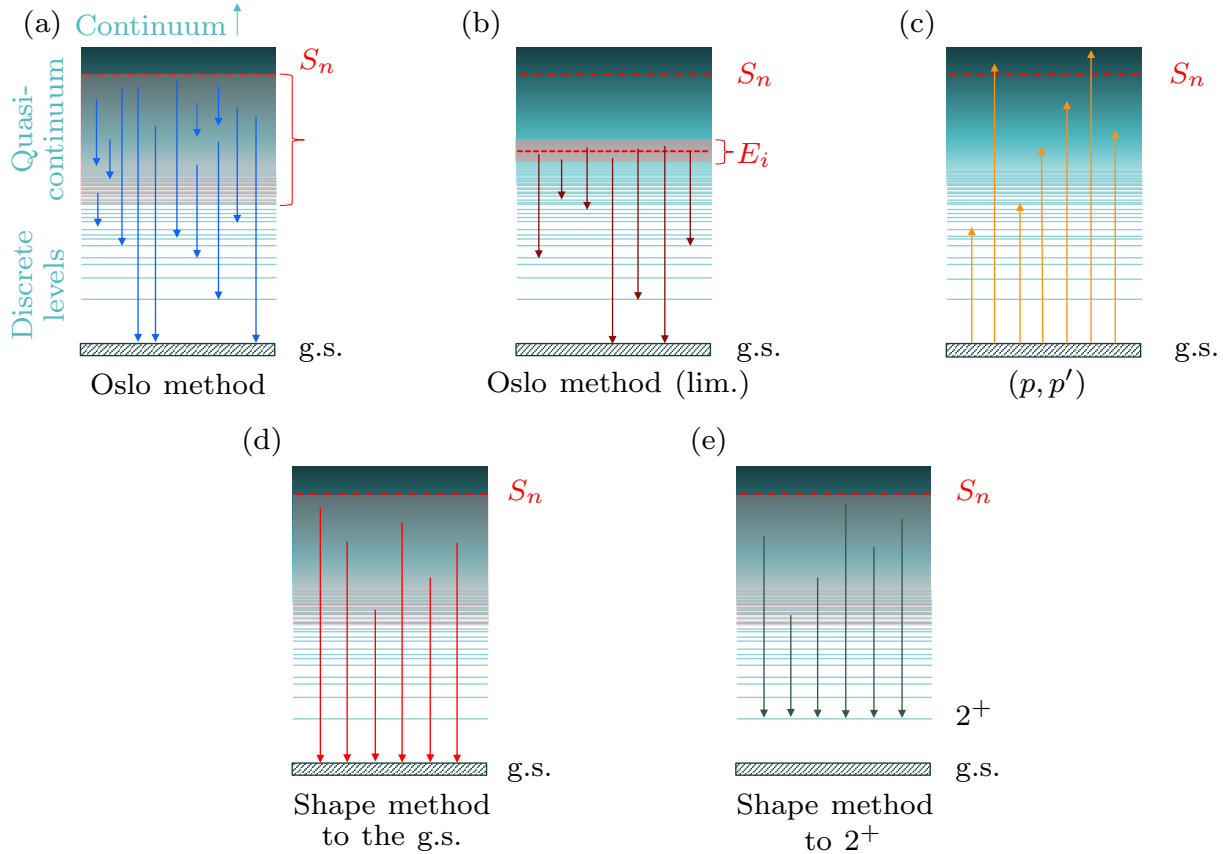 (a)
Continuum ↑
S_n
Quasi-
continuum
Discrete
levels
g.s.
Oslo method
(b)
S_n
E_i
g.s.
Oslo method (lim.)
(c)
S_n
g.s.
(p, p′)
(d)
S_n
g.s.
Shape method
to the g.s.
(e)
S_n
2⁺
g.s.
Shape method
to 2⁺